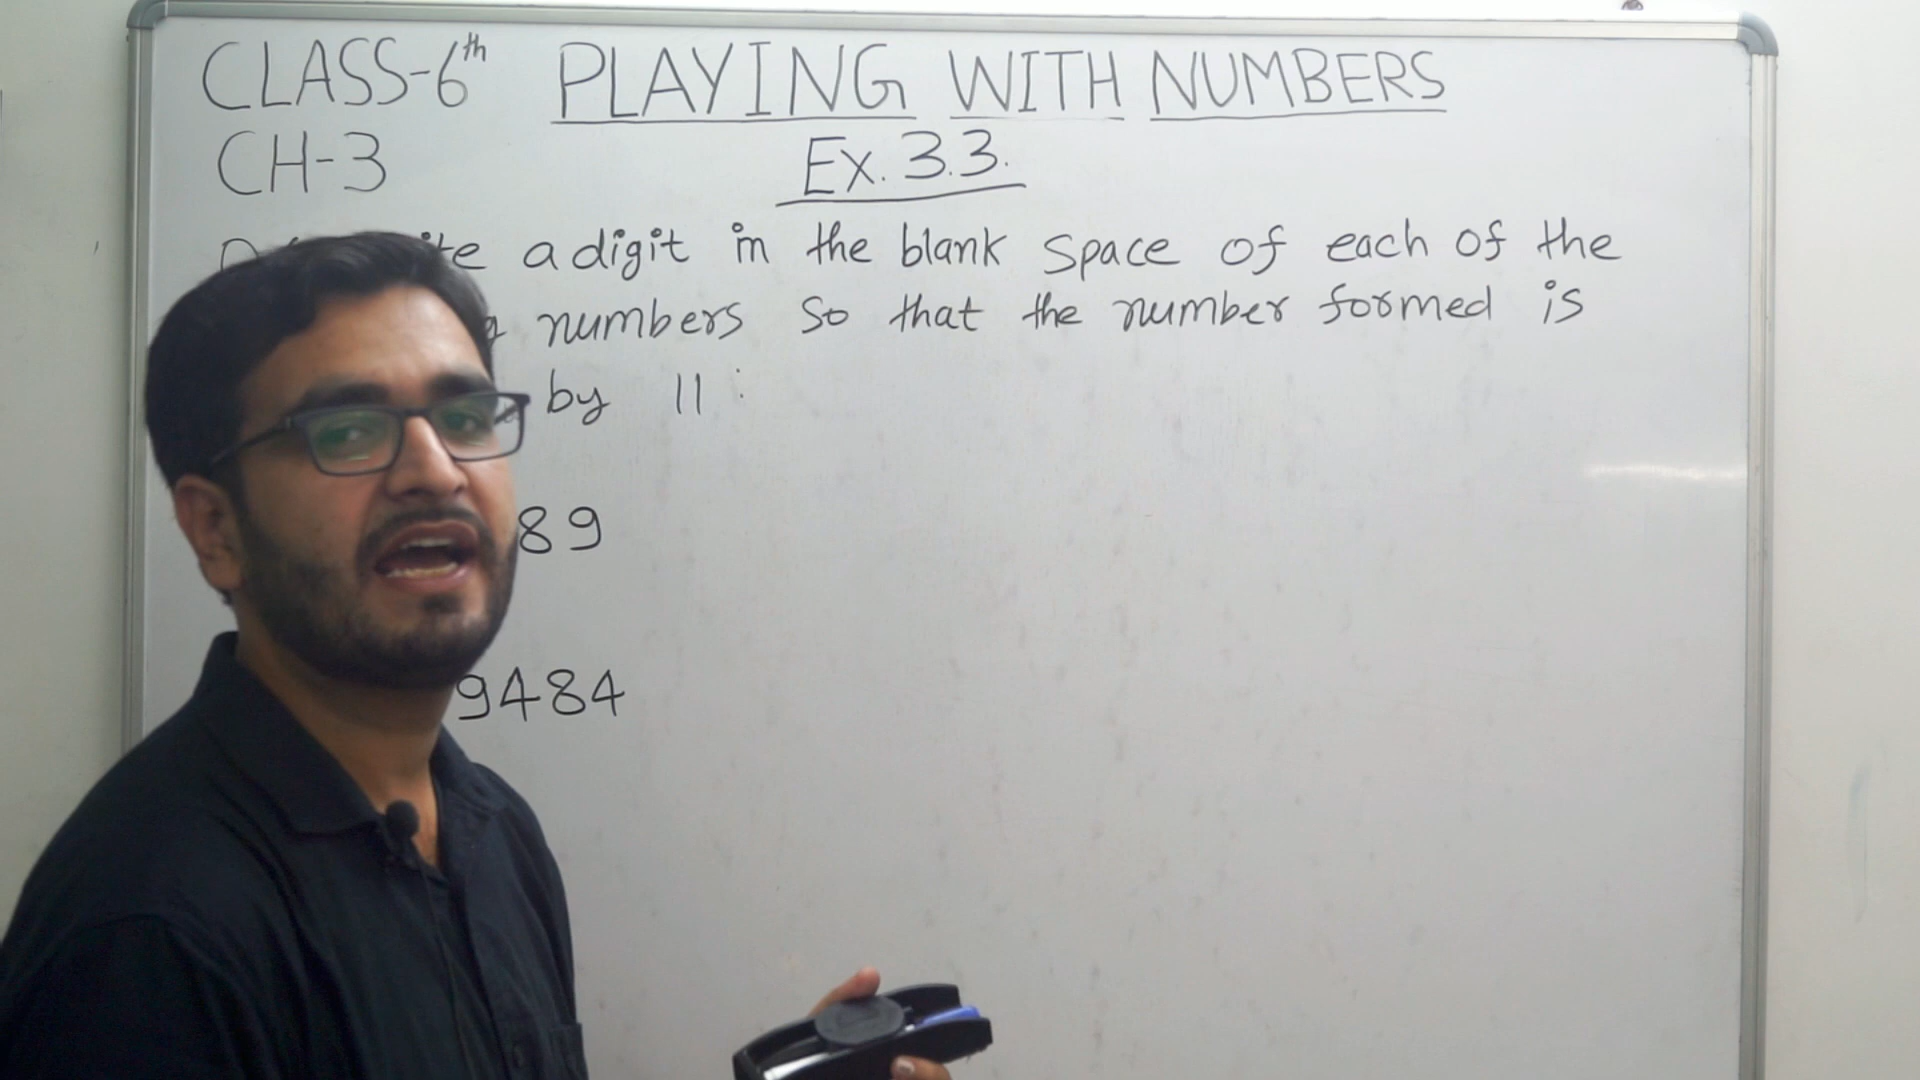 CLASS-6th PLAYING WITH NUMBERS
CH-3 Ex. 3.3.
a digit in the blank space of each of the
numbers so that the number formed is
by 11:
89
9484